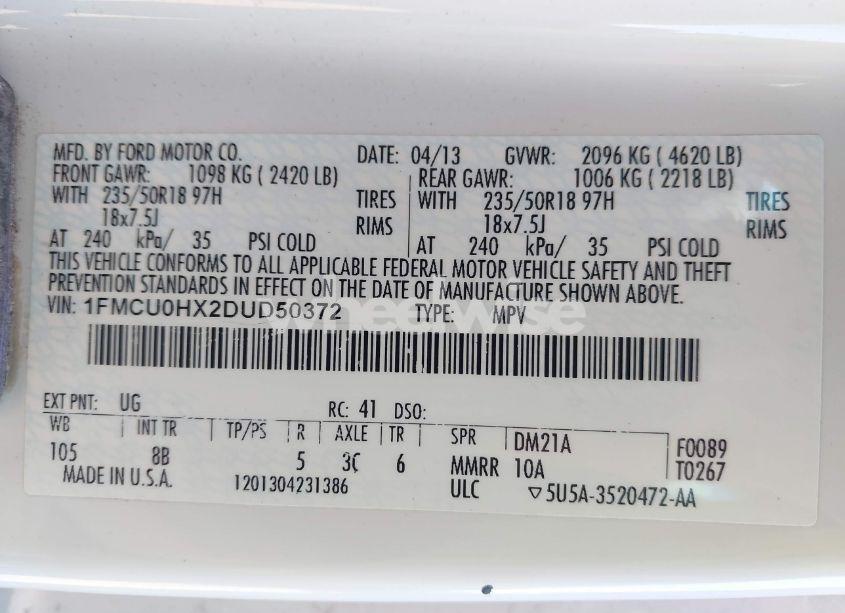 MFD. BY FORD MOTOR CO. DATE: 04/13 GVWR: 2096 KG ( 4620 LB)
FRONT GAWR: 1098 KG ( 2420 LB) REAR GAWR: 1006 KG ( 2218 LB)
WITH 235/50R18 97H TIRES WITH 235/50R18 97H TIRES
18x7.5J RIMS 18x7.5J RIMS
AT 240 kPa/ 35 PSI COLD AT 240 kPa/ 35 PSI COLD
THIS VEHICLE CONFORMS TO ALL APPLICABLE FEDERAL MOTOR VEHICLE SAFETY AND THEFT
PREVENTION STANDARDS IN EFFECT ON THE DATE OF MANUFACTURE SHOWN ABOVE.
VIN: 1FMCU0HX2DUD50372 TYPE: MPV
wheelwise
EXT PNT: UG RC: 41 DSO:
WB INT TR TP/PS R AXLE TR SPR DM21A F0089
105 8B 5 3C 6 MMRR 10A T0267
MADE IN U.S.A. 1201304231386 ULC ▽5U5A-3520472-AA